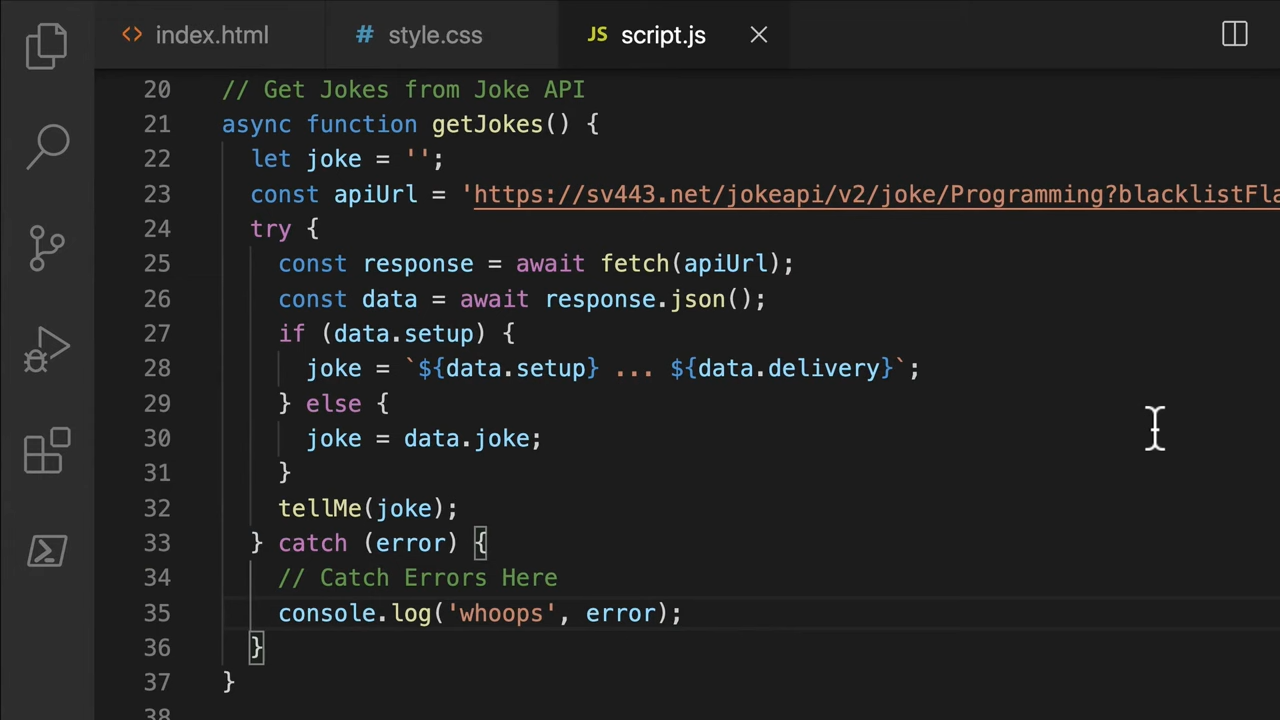 index.html
style.css
JS script.js
20 // Get Jokes from Joke API
21 async function getJokes() {
22 let joke = '';
23 const apiUrl = 'https://sv443.net/jokeapi/v2/joke/Programming?blacklistFla
24 try {
25 const response = await fetch(apiUrl);
26 const data = await response.json();
27 if (data.setup) {
28 joke = `${data.setup} ... ${data.delivery}`;
29 } else {
30 joke = data.joke;
31 }
32 tellMe(joke);
33 } catch (error) {
34 // Catch Errors Here
35 console.log('whoops', error);
36 }
37 }
38